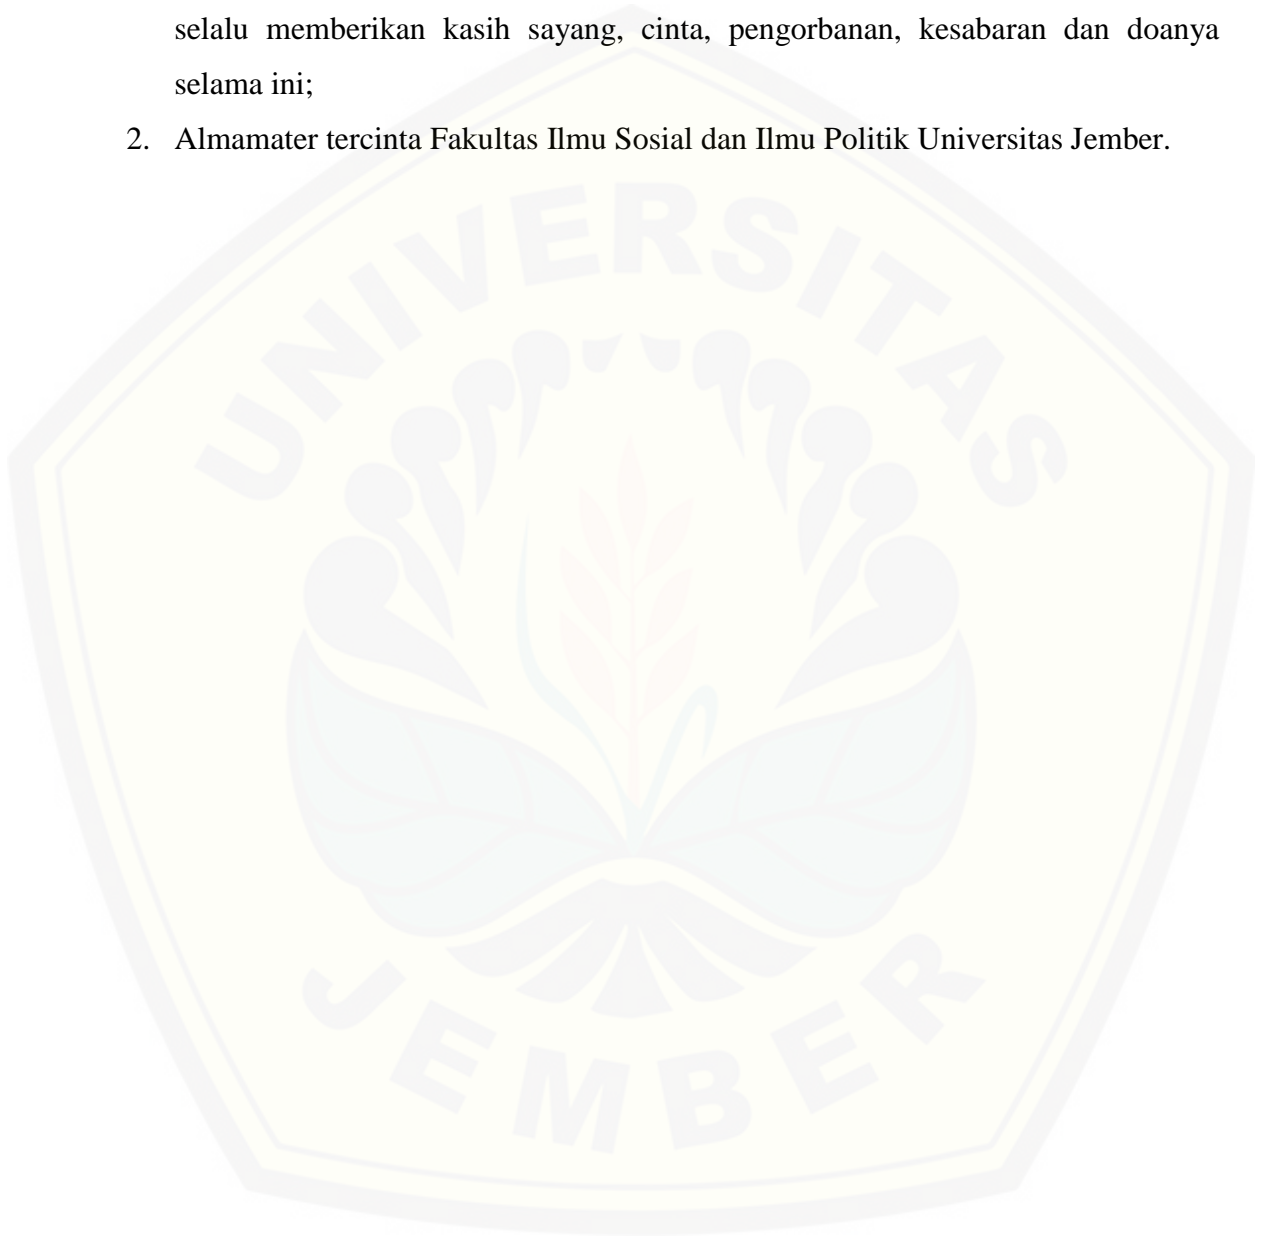 selalu memberikan kasih sayang, cinta, pengorbanan, kesabaran dan doanya
selama ini;
2. Almamater tercinta Fakultas Ilmu Sosial dan Ilmu Politik Universitas Jember.
UNIVERSITAS
JEMBER